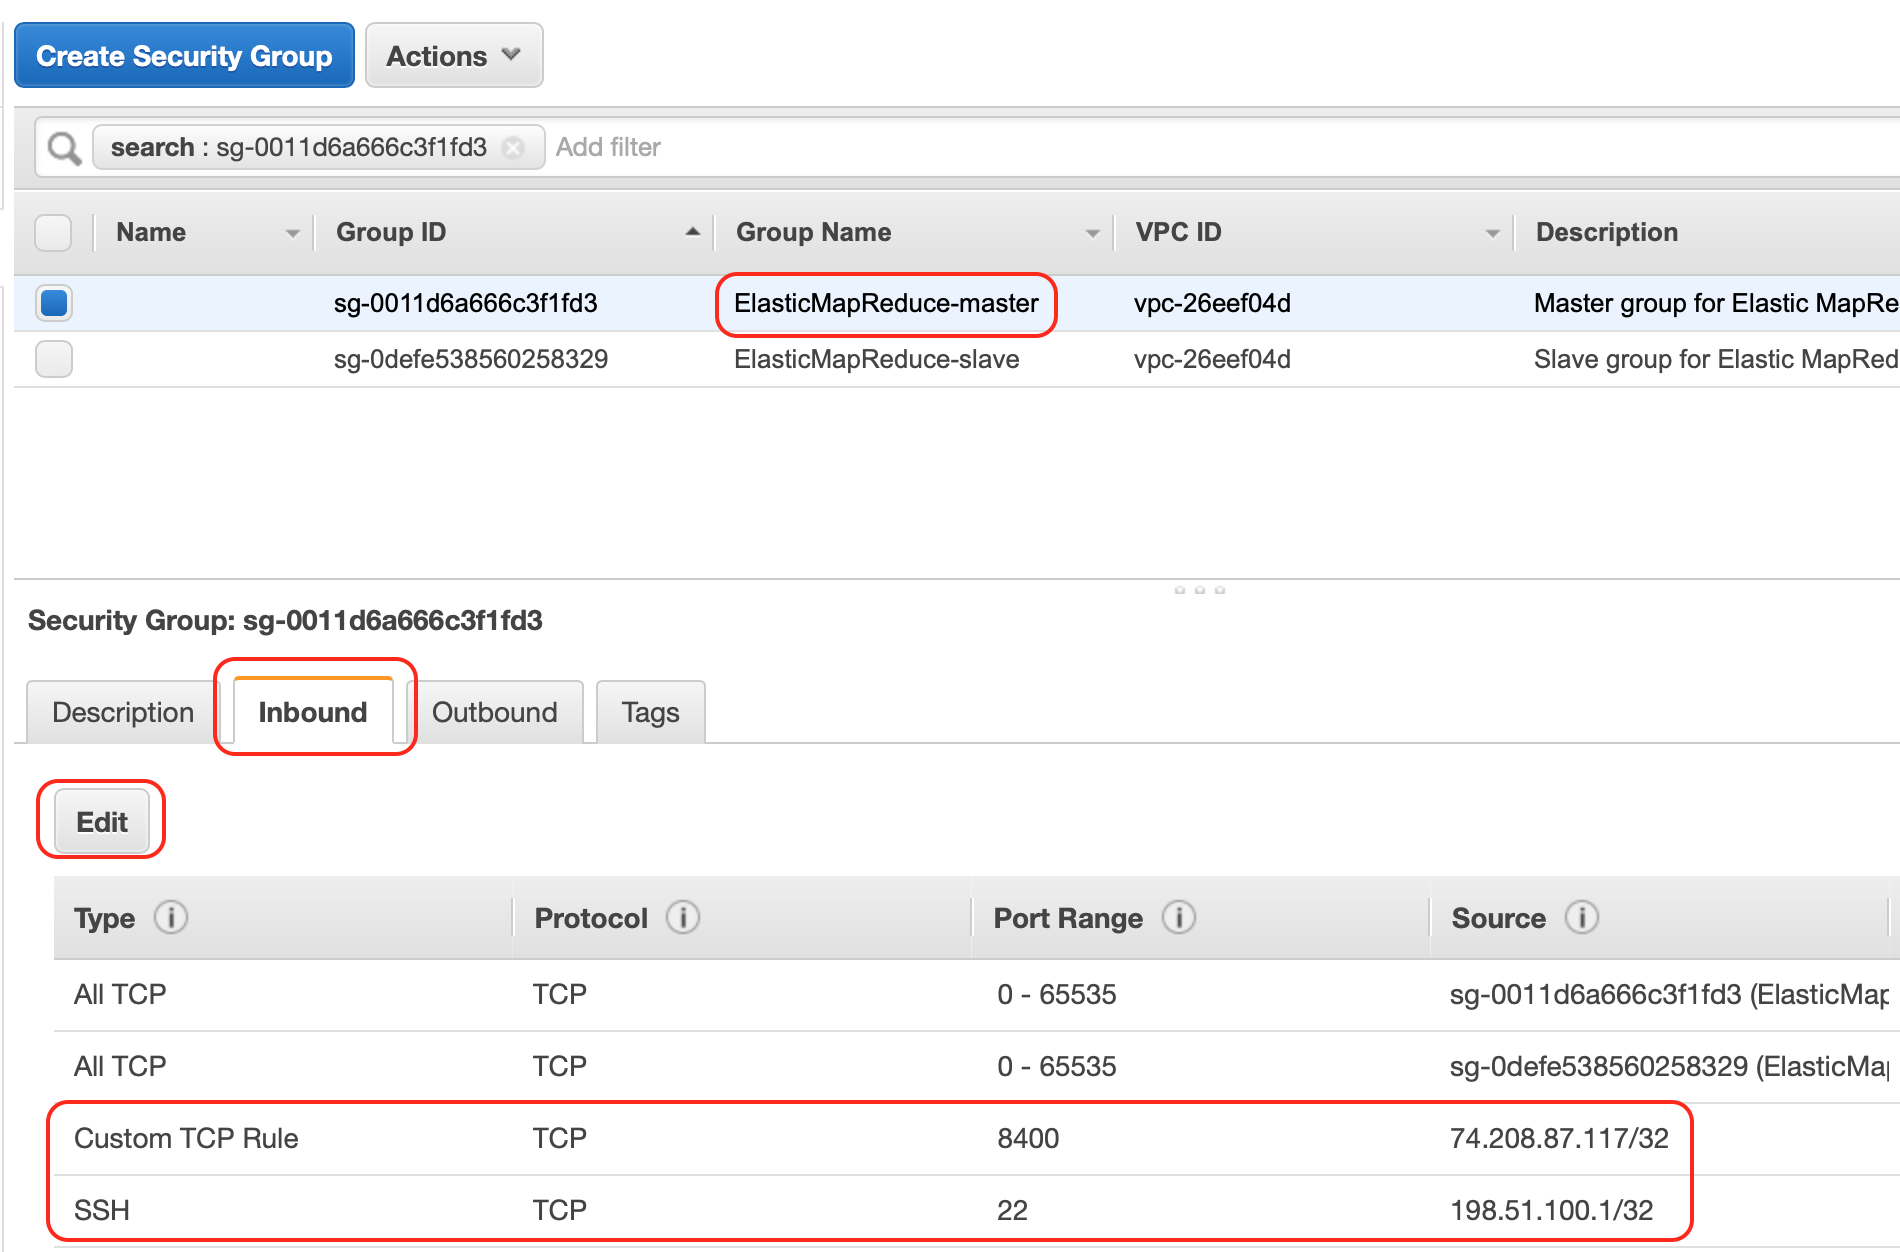 Create Security Group Actions
search : sg-0011d6a666c3f1fd3 Add filter
Name Group ID Group Name VPC ID Description
sg-0011d6a666c3f1fd3 ElasticMapReduce-master vpc-26eef04d Master group for Elastic MapRe
sg-0defe538560258329 ElasticMapReduce-slave vpc-26eef04d Slave group for Elastic MapRed
Security Group: sg-0011d6a666c3f1fd3
Description Inbound Outbound Tags
Edit
Type Protocol Port Range Source
All TCP TCP 0 - 65535 sg-0011d6a666c3f1fd3 (ElasticMap
All TCP TCP 0 - 65535 sg-0defe538560258329 (ElasticMap
Custom TCP Rule TCP 8400 74.208.87.117/32
SSH TCP 22 198.51.100.1/32